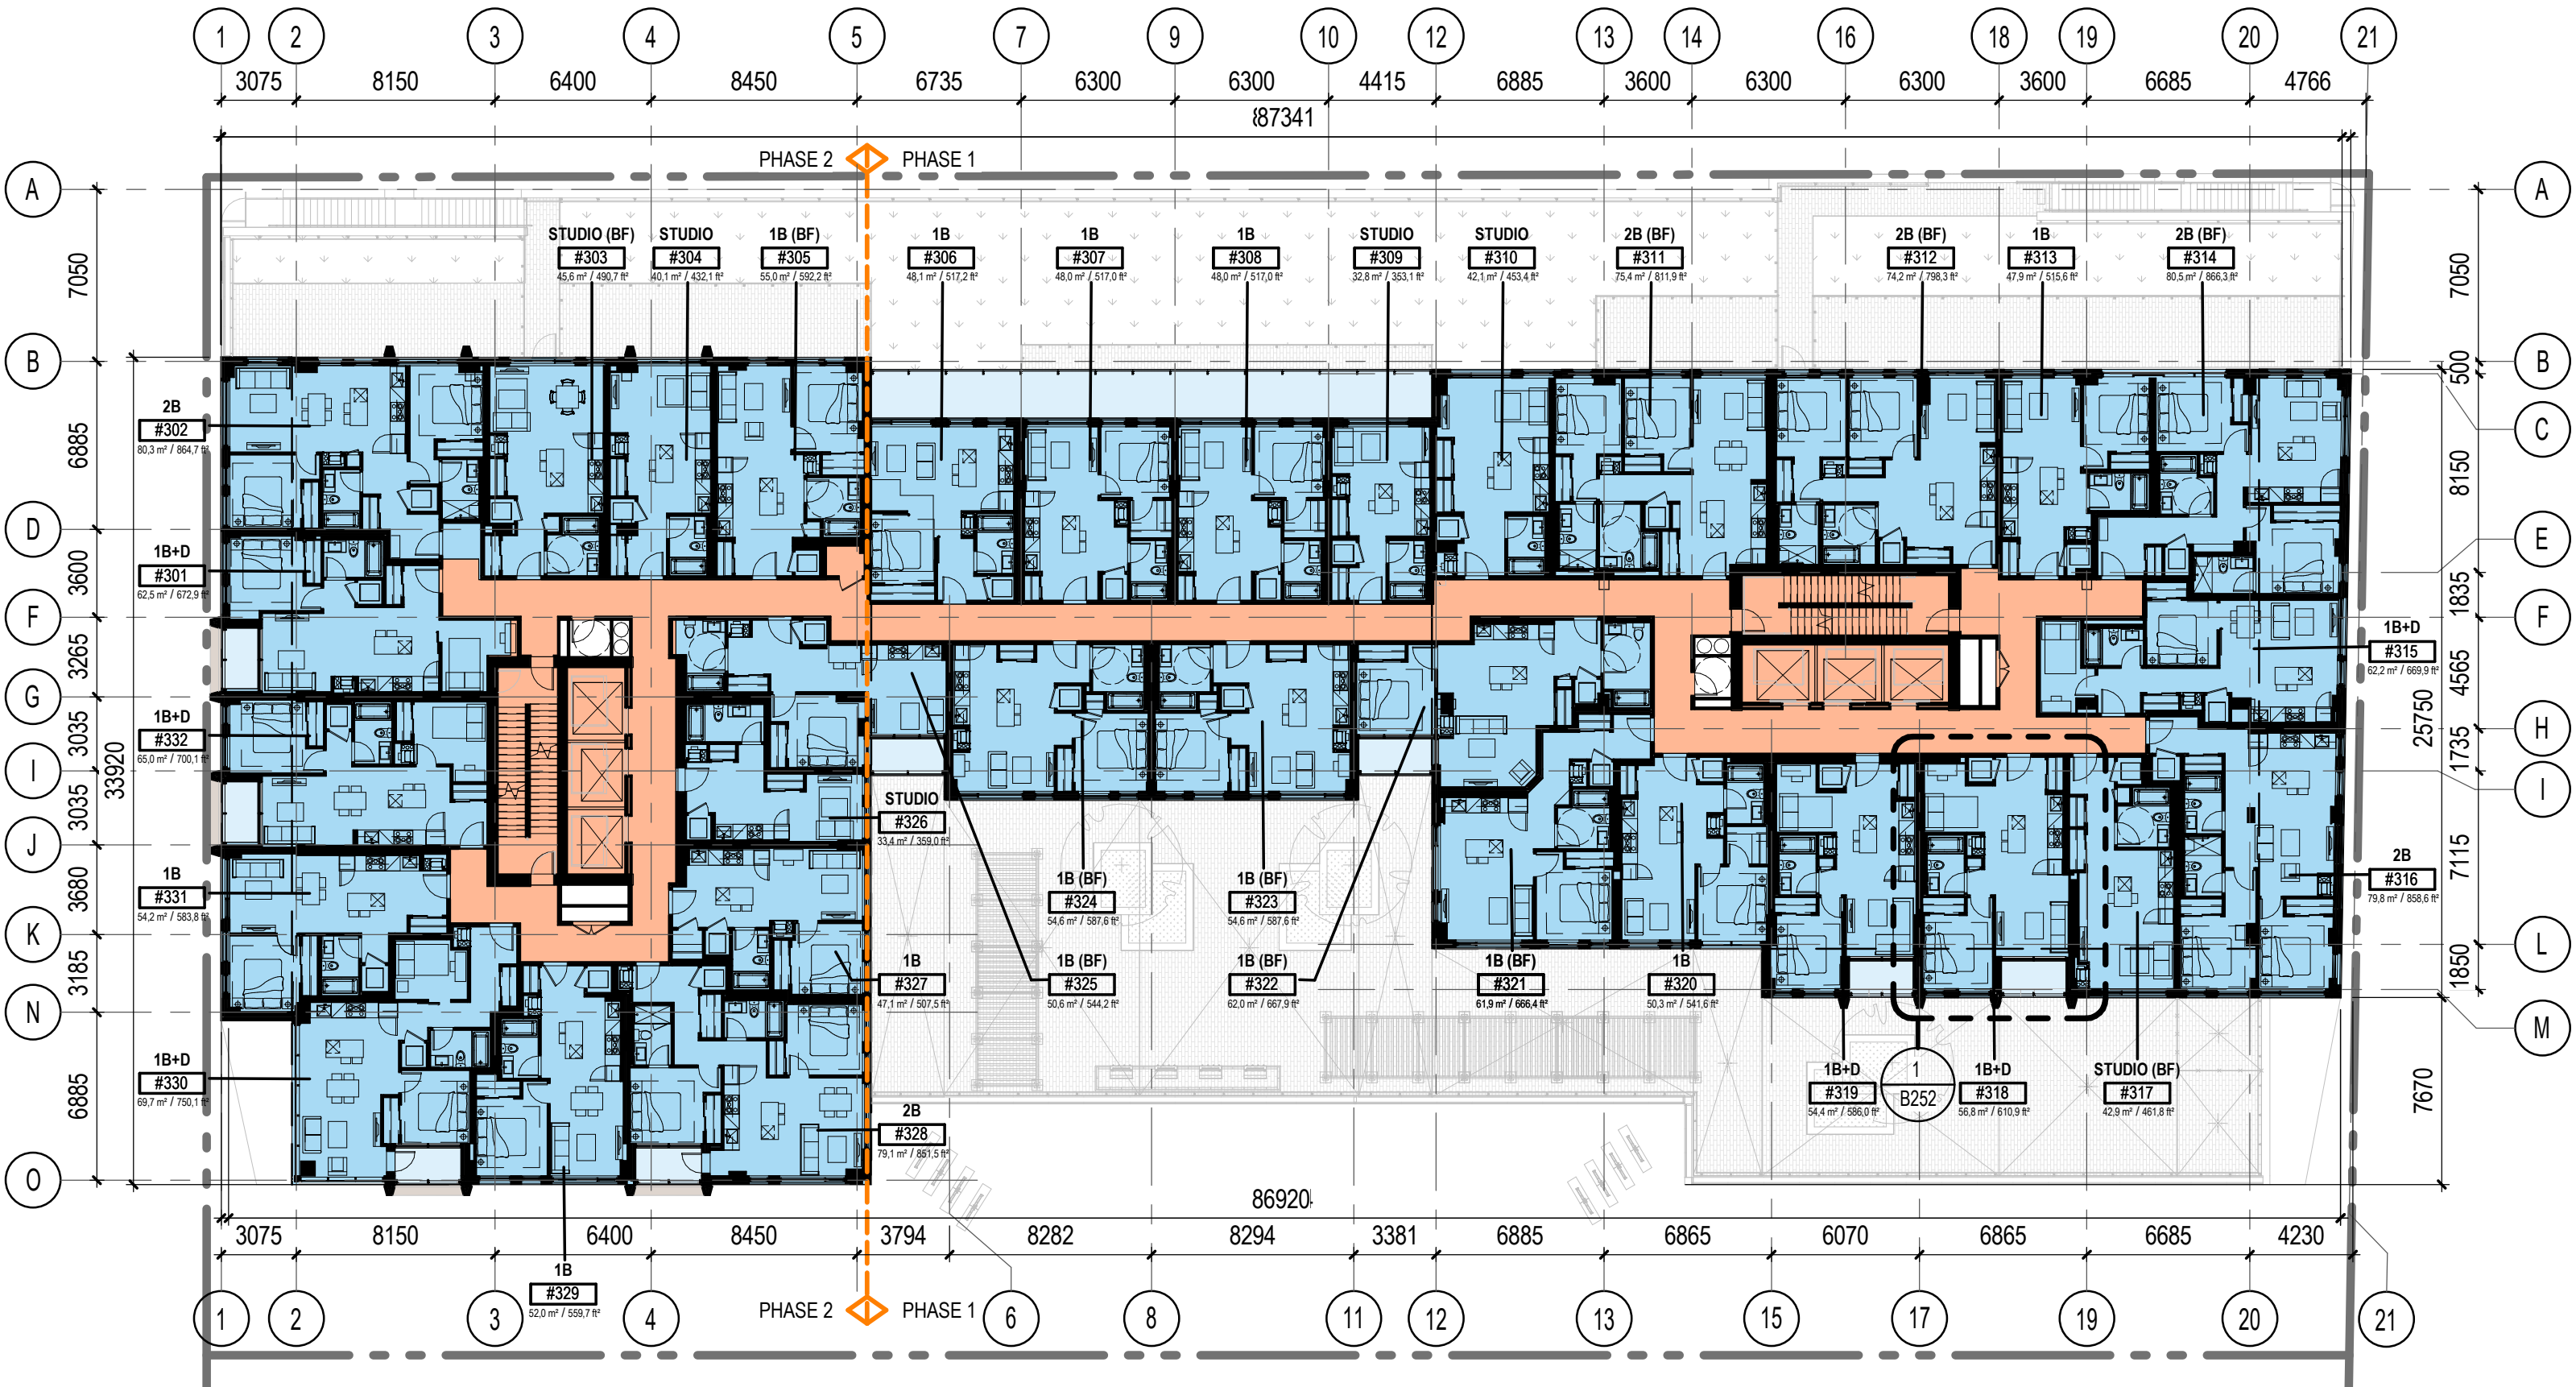 1 2 3 4 5 7 9 10 12 13 14 16 18 19 20 21
3075 8150 6400 8450 6735 6300 6300 4415 6885 3600 6300 6300 3600 6685 4766
87341
PHASE 2 PHASE 1
A A
7050 7050
STUDIO (BF)
#303
45,6 m² / 490,7 ft²
STUDIO
#304
40,1 m² / 432,1 ft²
1B (BF)
#305
55,0 m² / 592,2 ft²
1B
#306
48,1 m² / 517,2 ft²
1B
#307
48,0 m² / 517,0 ft²
1B
#308
48,0 m² / 517,0 ft²
STUDIO
#309
32,8 m² / 353,1 ft²
STUDIO
#310
42,1 m² / 453,4 ft²
2B (BF)
#311
75,4 m² / 811,9 ft²
2B (BF)
#312
74,2 m² / 798,3 ft²
1B
#313
47,9 m² / 515,6 ft²
2B (BF)
#314
80,5 m² / 866,3 ft²
B B
500
C
2B
#302
80,3 m² / 864,7 ft²
6885 8150
D
E
1B+D
#301
62,5 m² / 672,9 ft²
3600 1835
F F
1B+D
#315
62,2 m² / 669,9 ft²
3265 4565
G
1B+D
#332
65,0 m² / 700,1 ft²
3035
33920 25750
H
1735
I I
3035
STUDIO
#326
33,4 m² / 359,0 ft²
J
7115
1B
#331
54,2 m² / 583,8 ft²
3680
1B (BF)
#324
54,6 m² / 587,6 ft²
1B (BF)
#323
54,6 m² / 587,6 ft²
2B
#316
79,8 m² / 858,6 ft²
K
L
3185 1850
1B
#327
47,1 m² / 507,5 ft²
1B (BF)
#325
50,6 m² / 544,2 ft²
1B (BF)
#322
62,0 m² / 667,9 ft²
1B (BF)
#321
61,9 m² / 666,4 ft²
1B
#320
50,3 m² / 541,6 ft²
N
M
1B+D
#330
69,7 m² / 750,1 ft²
6885 7670
1B+D
#319
54,4 m² / 586,0 ft²
1
B252
1B+D
#318
56,8 m² / 610,9 ft²
STUDIO (BF)
#317
42,9 m² / 461,8 ft²
2B
#328
79,1 m² / 851,5 ft²
O
86920
3075 8150 6400 8450 3794 8282 8294 3381 6885 6865 6070 6865 6685 4230
1B
#329
52,0 m² / 559,7 ft²
PHASE 2 PHASE 1
1 2 3 4 6 8 11 12 13 15 17 19 20 21